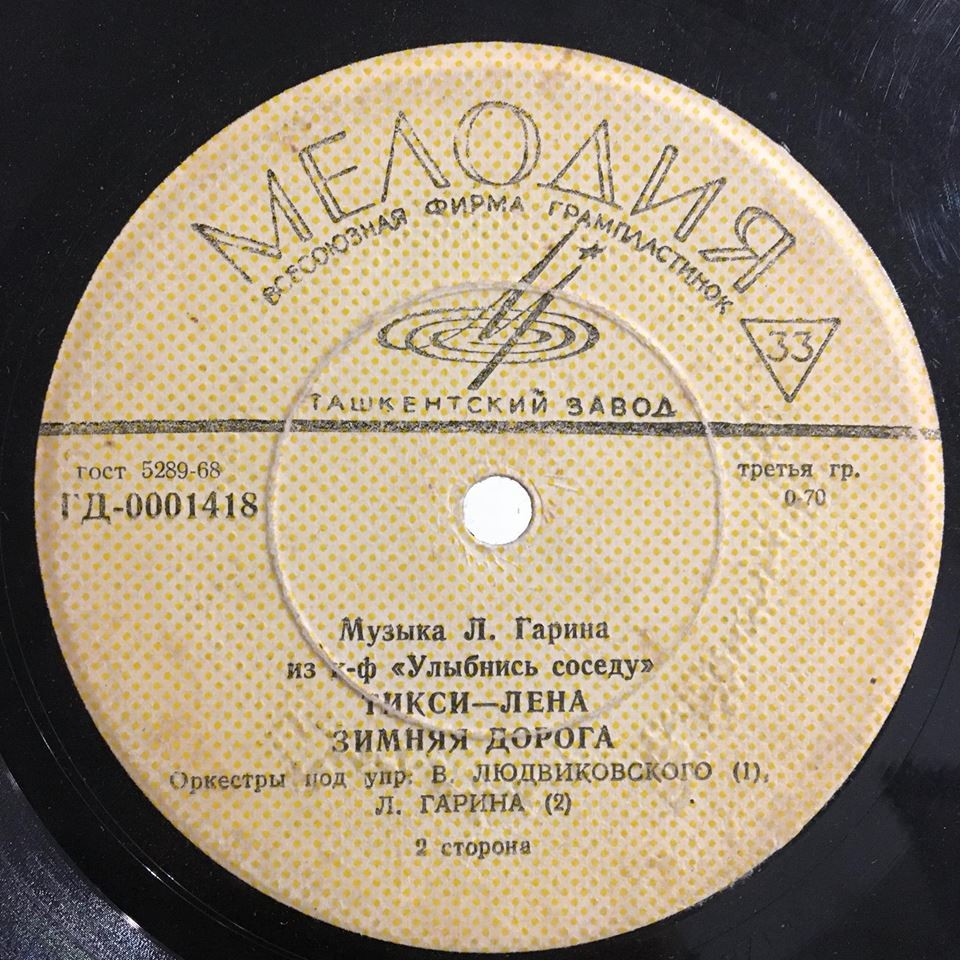 МЕЛОДИЯ
ВСЕСОЮЗНАЯ ФИРМА ГРАМПЛАСТИНОК
33
ТАШКЕНТСКИЙ ЗАВОД
гост 5289-68
третья гр.
ГД-0001418
0-70
Музыка Л. Гарина
из к-ф «Улыбнись соседу»
ТИКСИ—ЛЕНА
ЗИМНЯЯ ДОРОГА
Оркестры под упр: В. ЛЮДВИКОВСКОГО (1),
Л. ГАРИНА (2)
2 сторона